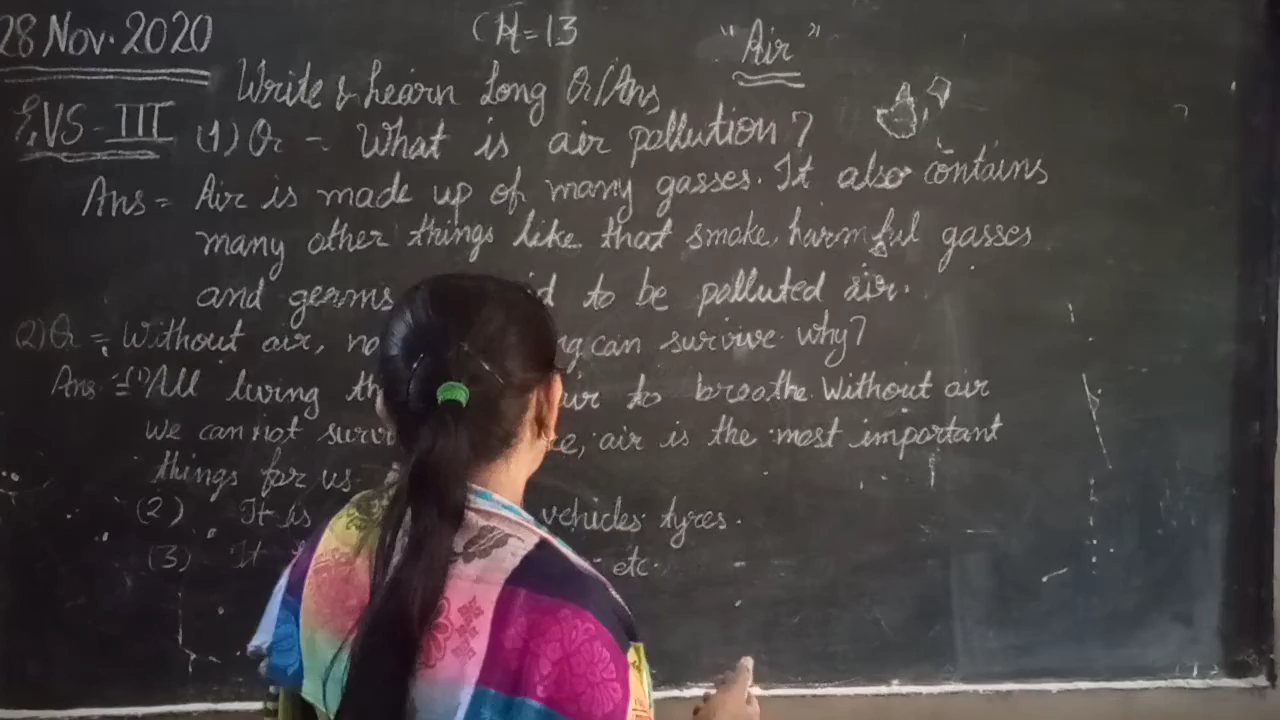 28 Nov. 2020 CH=13 "Air"
Write & learn Long Q/Ans
EVS-III (1) Q = What is air pollution?
Ans = Air is made up of many gasses. It also contains
many other things like that smoke, harmful gasses
and germs to be polluted air.
(2) Q = Without air, no can survive. why?
Ans = (1) All living air to breathe. Without air
we can not air is the most important
things for us
(2) It is vehicles tyres.
(3) It etc.